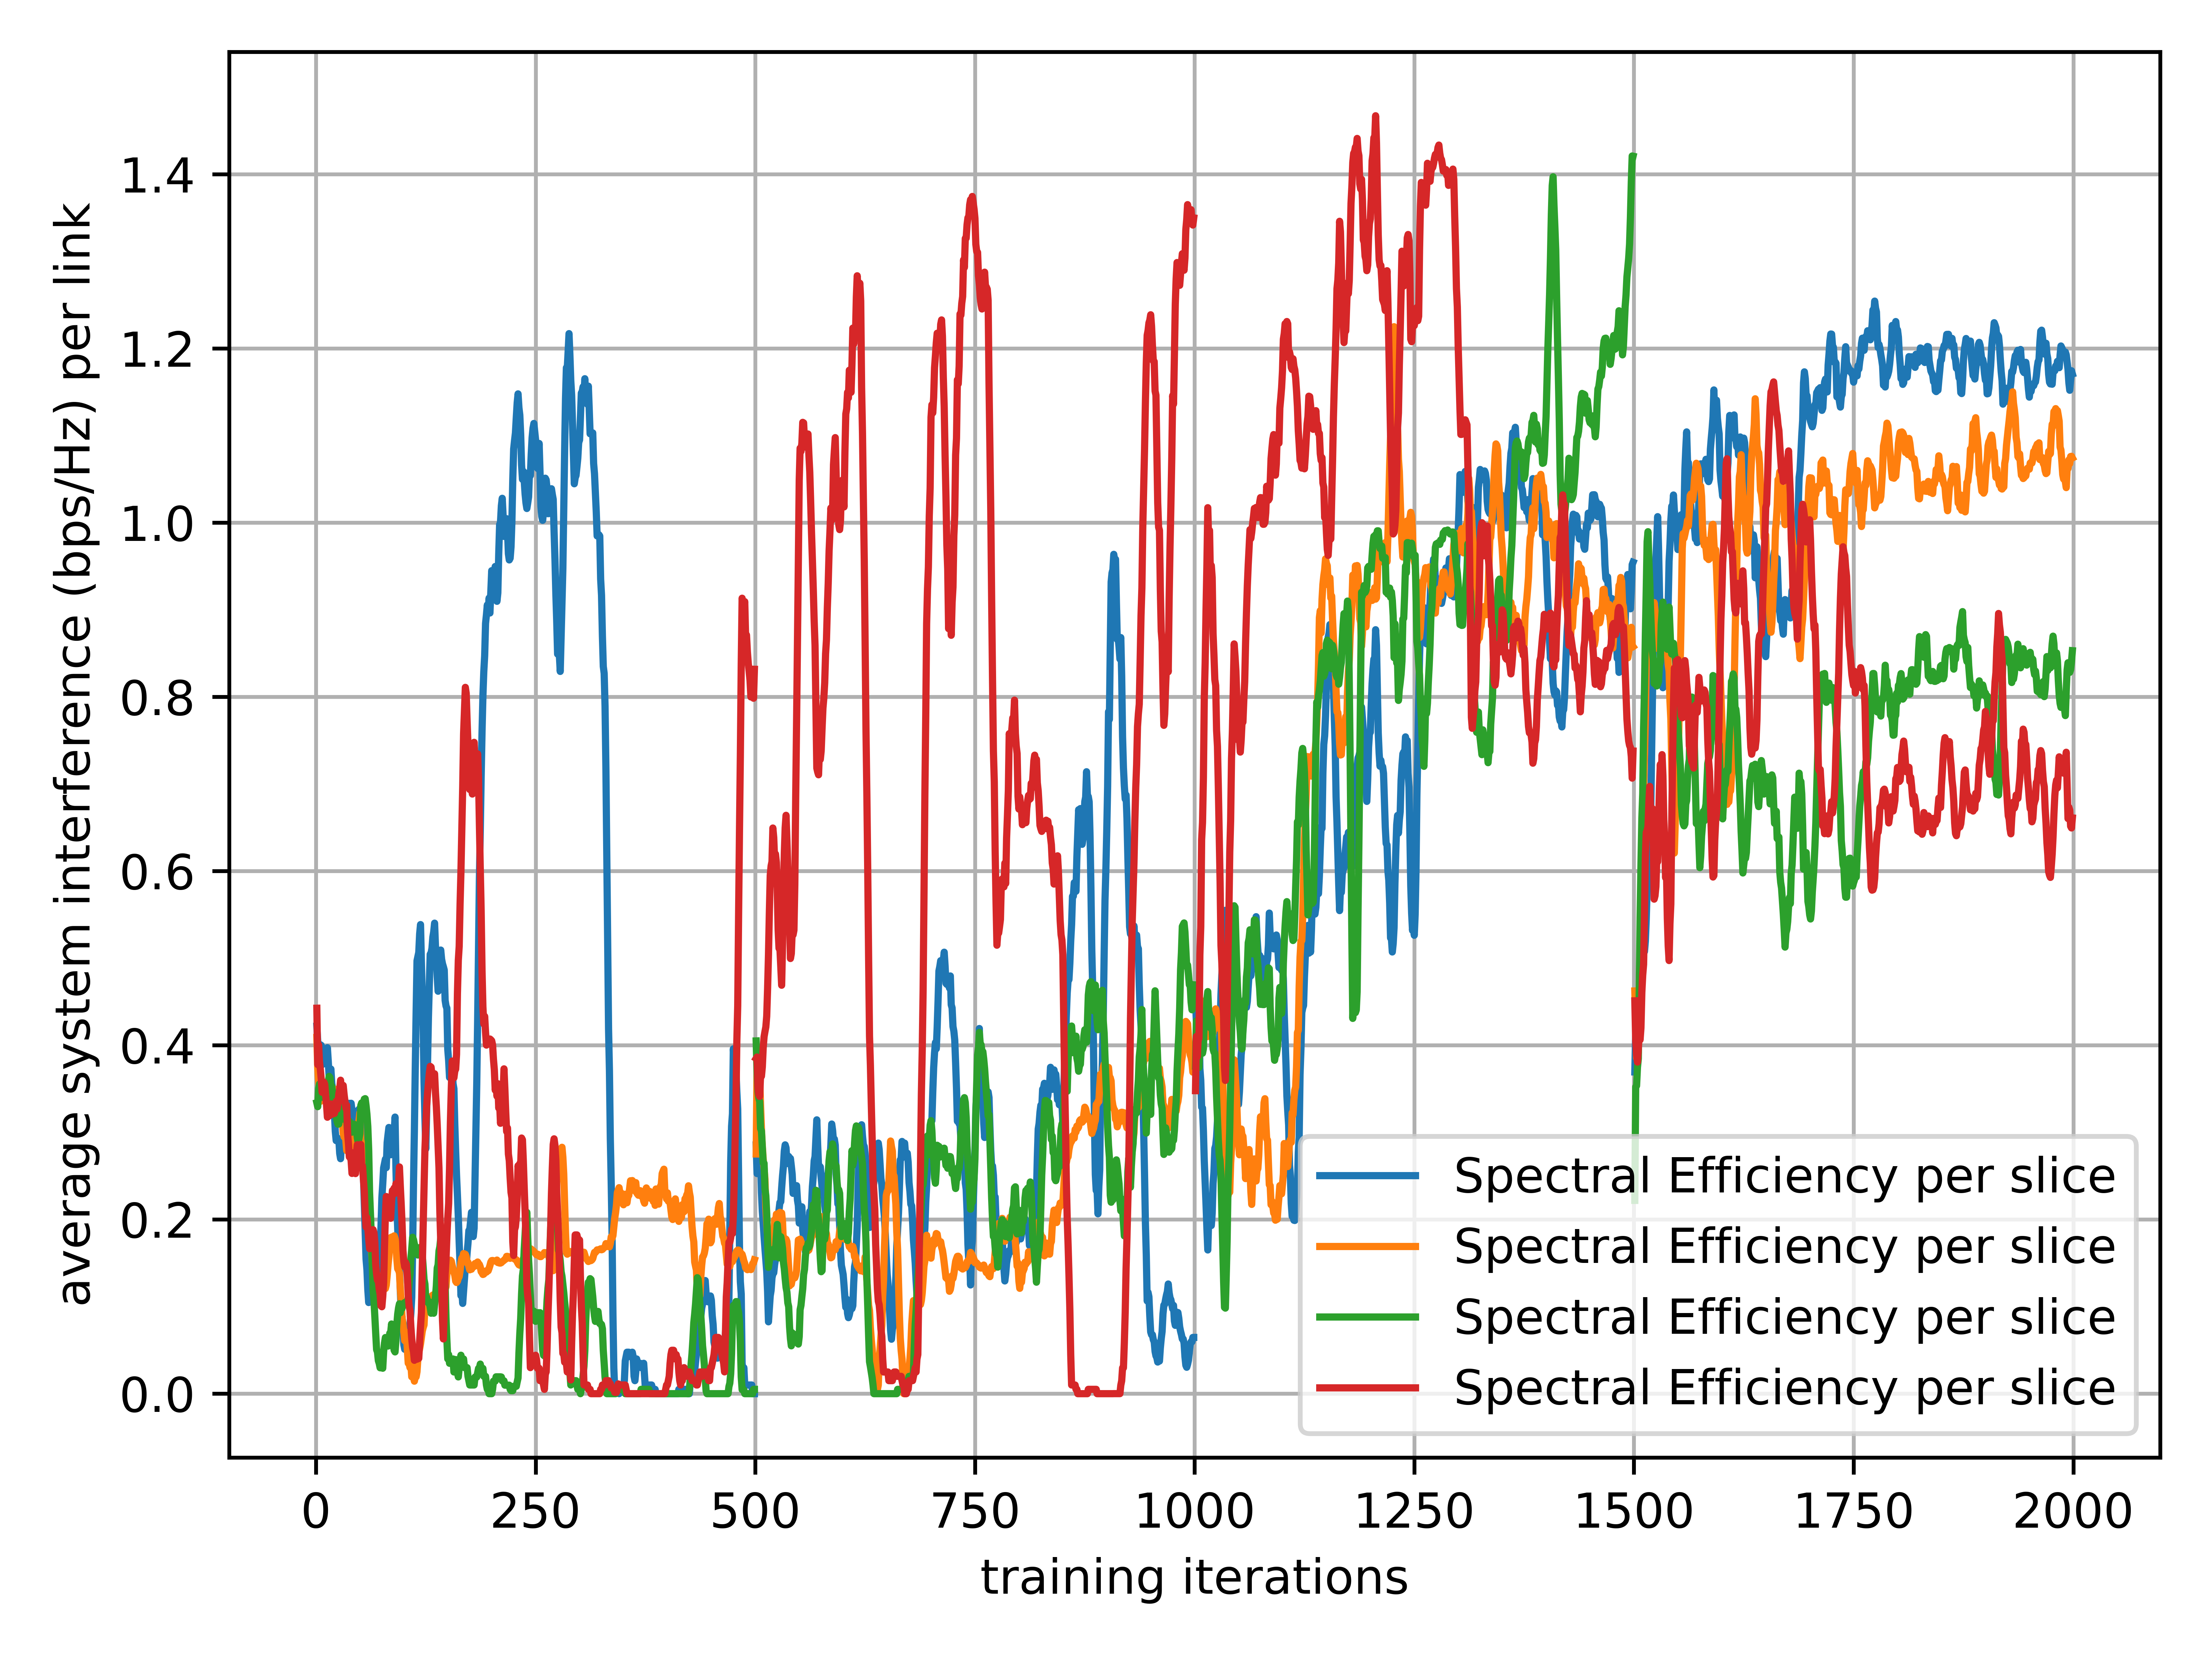 average system interference (bps/Hz) per link
1.4
1.2
1.0
0.8
0.6
0.4
0.2
0.0
Spectral Efficiency per slice
Spectral Efficiency per slice
Spectral Efficiency per slice
Spectral Efficiency per slice
0 250 500 750 1000 1250 1500 1750 2000
training iterations